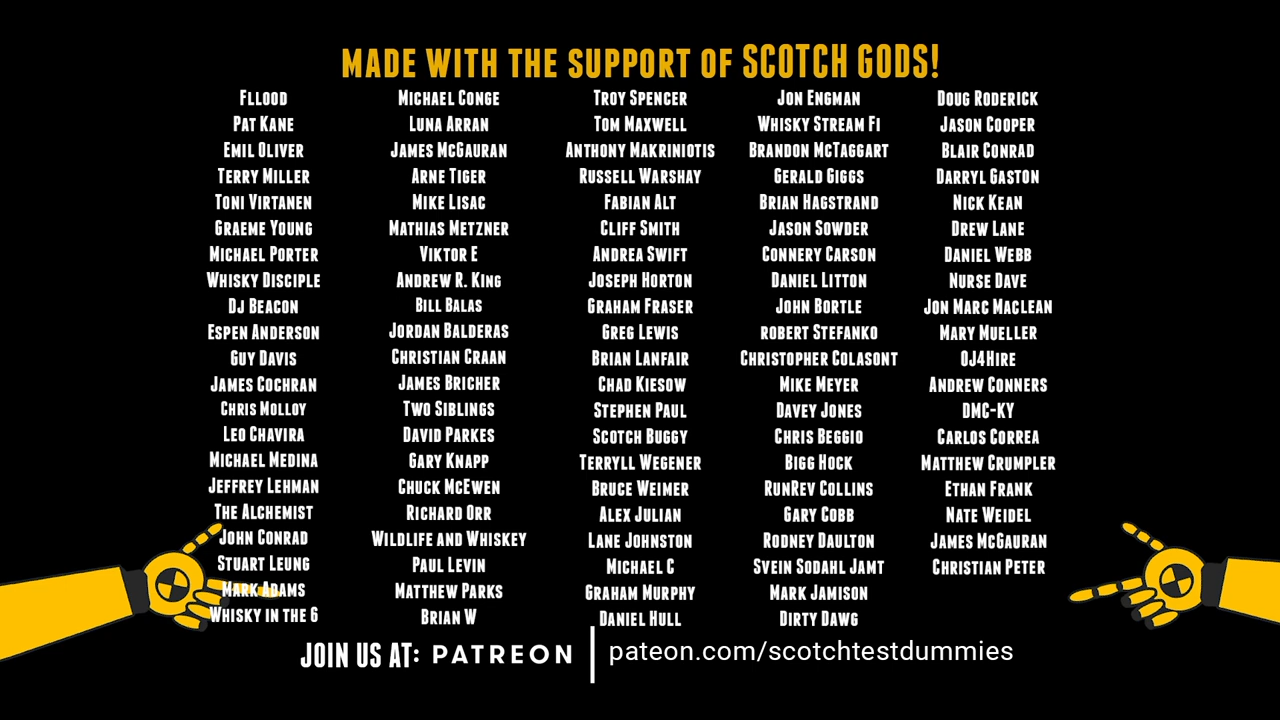 MADE WITH THE SUPPORT OF SCOTCH GODS!
FLLOOD
PAT KANE
EMIL OLIVER
TERRY MILLER
TONI VIRTANEN
GRAEME YOUNG
MICHAEL PORTER
WHISKY DISCIPLE
DJ BEACON
ESPEN ANDERSON
GUY DAVIS
JAMES COCHRAN
CHRIS MOLLOY
LEO CHAVIRA
MICHAEL MEDINA
JEFFREY LEHMAN
THE ALCHEMIST
JOHN CONRAD
STUART LEUNG
MARK ADAMS
WHISKY IN THE 6
MICHAEL CONGE
LUNA ARRAN
JAMES MCGAURAN
ARNE TIGER
MIKE LISAC
MATHIAS METZNER
VIKTOR E
ANDREW R. KING
BILL BALAS
JORDAN BALDERAS
CHRISTIAN CRAAN
JAMES BRICHER
TWO SIBLINGS
DAVID PARKES
GARY KNAPP
CHUCK MCEWEN
RICHARD ORR
WILDLIFE AND WHISKEY
PAUL LEVIN
MATTHEW PARKS
BRIAN W
TROY SPENCER
TOM MAXWELL
ANTHONY MAKRINIOTIS
RUSSELL WARSHAY
FABIAN ALT
CLIFF SMITH
ANDREA SWIFT
JOSEPH HORTON
GRAHAM FRASER
GREG LEWIS
BRIAN LANFAIR
CHAD KIESOW
STEPHEN PAUL
SCOTCH BUGGY
TERRYLL WEGENER
BRUCE WEIMER
ALEX JULIAN
LANE JOHNSTON
MICHAEL C
GRAHAM MURPHY
DANIEL HULL
JON ENGMAN
WHISKY STREAM FI
BRANDON MCTAGGART
GERALD GIGGS
BRIAN HAGSTRAND
JASON SOWDER
CONNERY CARSON
DANIEL LITTON
JOHN BORTLE
ROBERT STEFANKO
CHRISTOPHER COLASONT
MIKE MEYER
DAVEY JONES
CHRIS BEGGIO
BIGG HOCK
RUNREV COLLINS
GARY COBB
RODNEY DAULTON
SVEIN SODAHL JAMT
MARK JAMISON
DIRTY DAWG
DOUG RODERICK
JASON COOPER
BLAIR CONRAD
DARRYL GASTON
NICK KEAN
DREW LANE
DANIEL WEBB
NURSE DAVE
JON MARC MACLEAN
MARY MUELLER
OJ4HIRE
ANDREW CONNERS
DMC-KY
CARLOS CORREA
MATTHEW CRUMPLER
ETHAN FRANK
NATE WEIDEL
JAMES MCGAURAN
CHRISTIAN PETER
JOIN US AT: PATREON pateon.com/scotchtestdummies